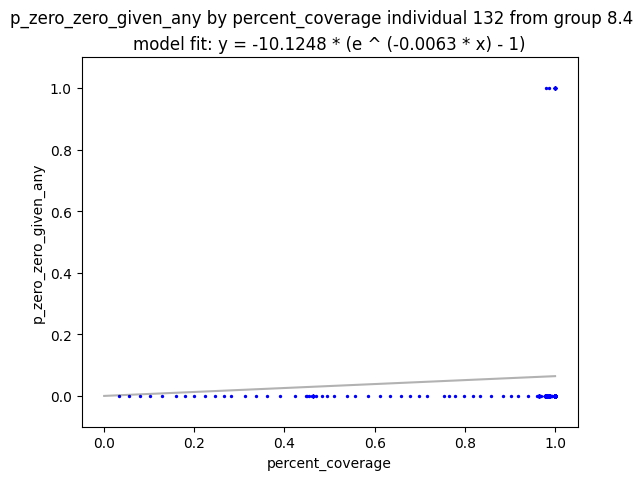 p_zero_zero_given_any by percent_coverage individual 132 from group 8.4
model fit: y = -10.1248 * (e ^ (-0.0063 * x) - 1)
1.0
0.8
0.6
0.4
0.2
0.0
p_zero_zero_given_any
0.0 0.2 0.4 0.6 0.8 1.0
percent_coverage